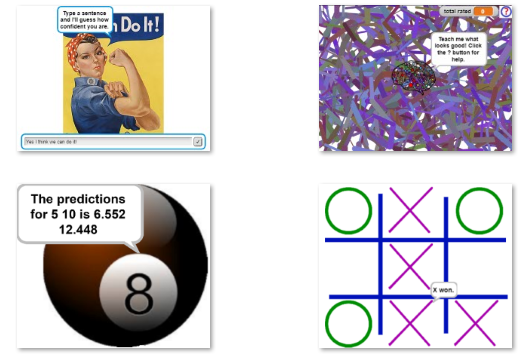 Type a sentence
and I'll guess how
confident you are.
n Do It!
Yes I think we can do it!
total rated
0
?
Teach me what
looks good! Click
the ? button for
help.
The predictions
for 5 10 is 6.552
12.448
8
X won.